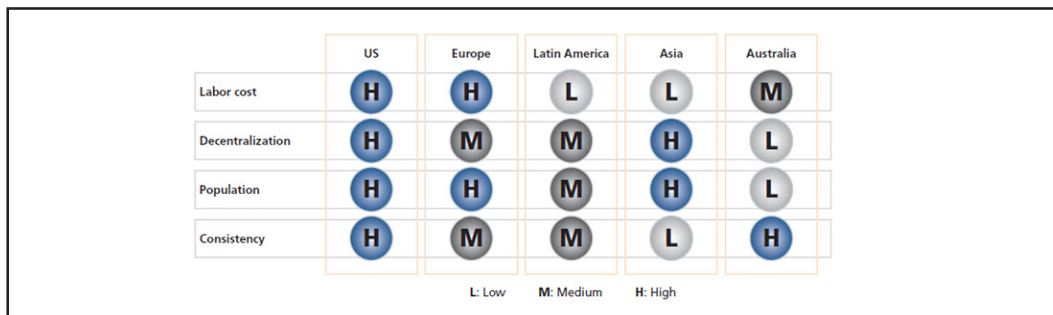 US Europe Latin America Asia Australia
Labor cost H H L L M
Decentralization H M M H L
Population H H M H L
Consistency H M M L H
L: Low M: Medium H: High